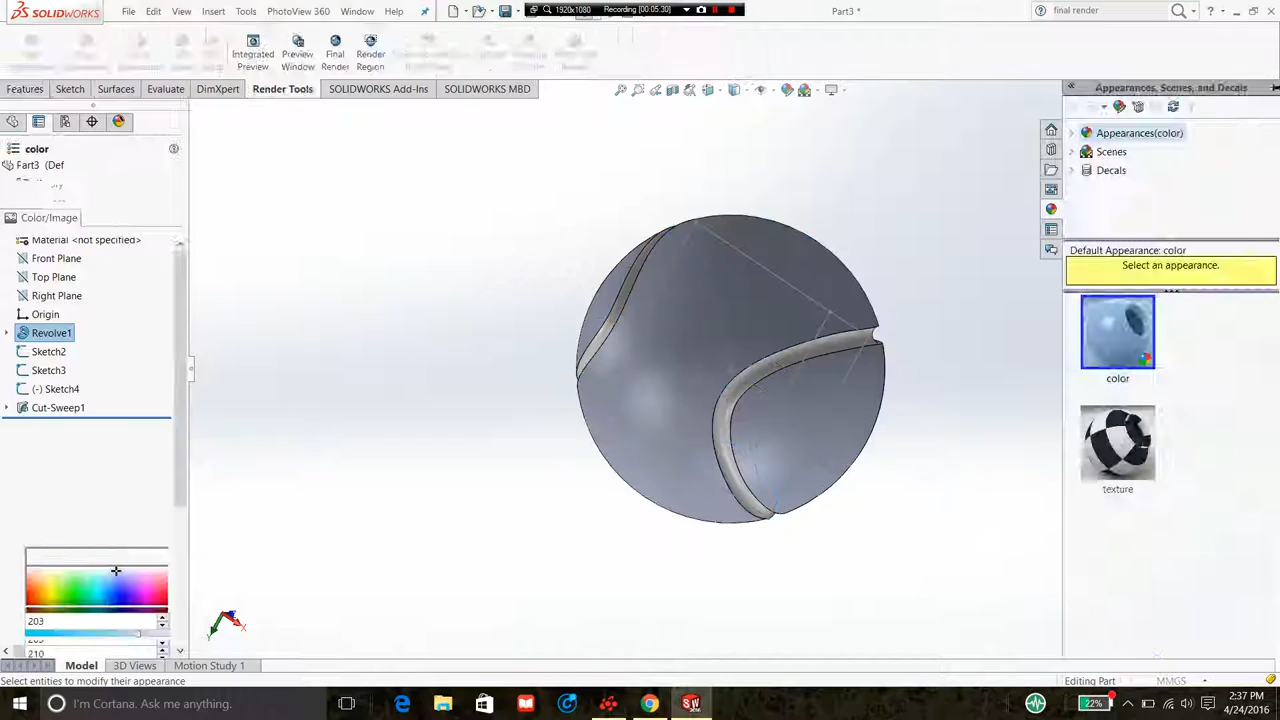 SOLIDWORKS
File Edit View Insert Tools PhotoView 360 Window Help
1920x1080 Recording [00:05:30]
Part3 *
final render
Integrated Preview
Preview Window
Final Render
Render Region
Features Sketch Surfaces Evaluate DimXpert Render Tools SOLIDWORKS Add-Ins SOLIDWORKS MBD
color
Part3 (Def
Color/Image
Material <not specified>
Front Plane
Top Plane
Right Plane
Origin
Revolve1
Sketch2
Sketch3
(-) Sketch4
Cut-Sweep1
203
210
Appearances, Scenes, and Decals
Appearances(color)
Scenes
Decals
Default Appearance: color
Select an appearance.
color
texture
Model 3D Views Motion Study 1
Select entities to modify their appearance
Editing Part
MMGS
I'm Cortana. Ask me anything.
22%
2:37 PM
4/24/2016